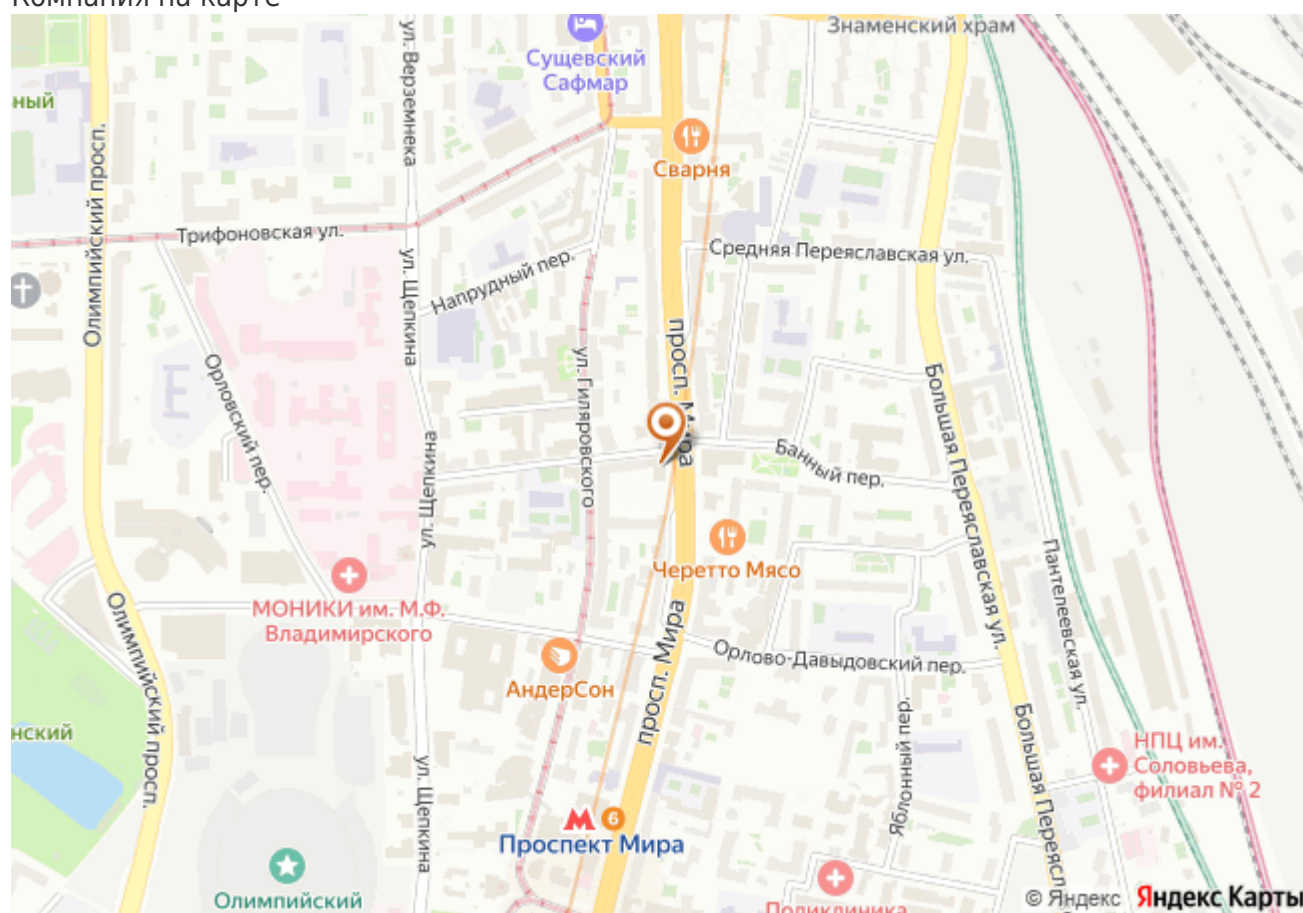 Компания на карте
Знаменский храм
ул. Верземнека
Сущевский
Сафмар
ный
Олимпийский просп.
Сварня
Трифоновская ул.
Средняя Переяславская ул.
ул. Щепкина
Напрудный пер.
просп. Мира
ул. Гиляровского
Орловский пер.
Большая Переяславская ул.
ул. Щепкина
Банный пер.
Черетто Мясо
Пантелеевская ул.
МОНИКИ им. М.Ф.
Владимирского
Олимпийский просп.
просп. Мира
Орлово-Давыдовский пер.
АндерСон
нский
Яблонный пер.
Большая Переясл
НПЦ им.
Соловьева,
филиал № 2
ул. Щепкина
6
Проспект Мира
Олимпийский
Поликлиника
© Яндекс Яндекс Карты